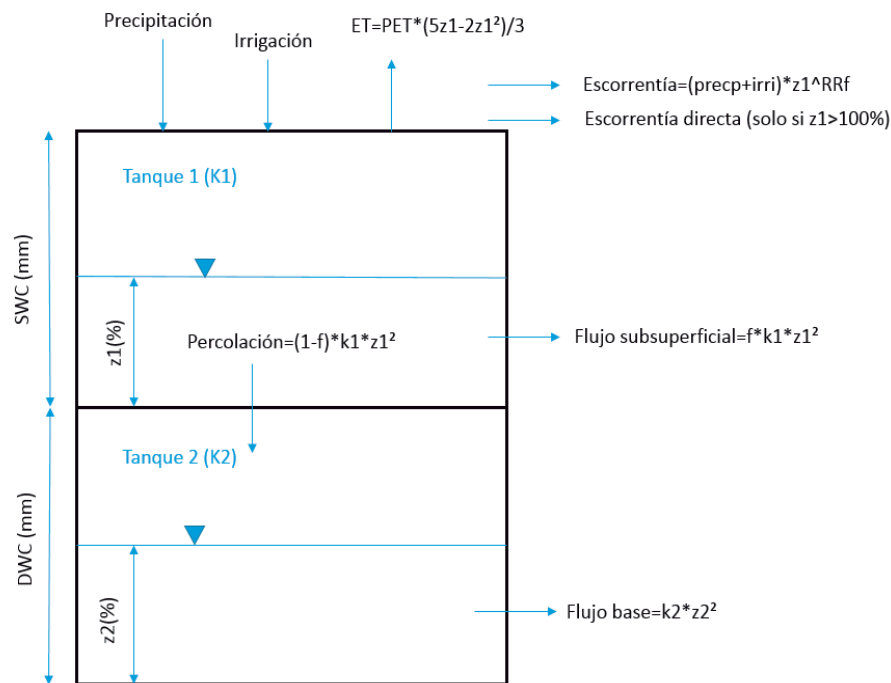 Precipitación
Irrigación
ET=PET*(5z1-2z1²)/3
Escorrentía=(precp+irri)*z1^RRf
Escorrentía directa (solo si z1>100%)
Tanque 1 (K1)
SWC (mm)
z1(%)
Percolación=(1-f)*k1*z1²
Flujo subsuperficial=f*k1*z1²
Tanque 2 (K2)
DWC (mm)
z2(%)
Flujo base=k2*z2²